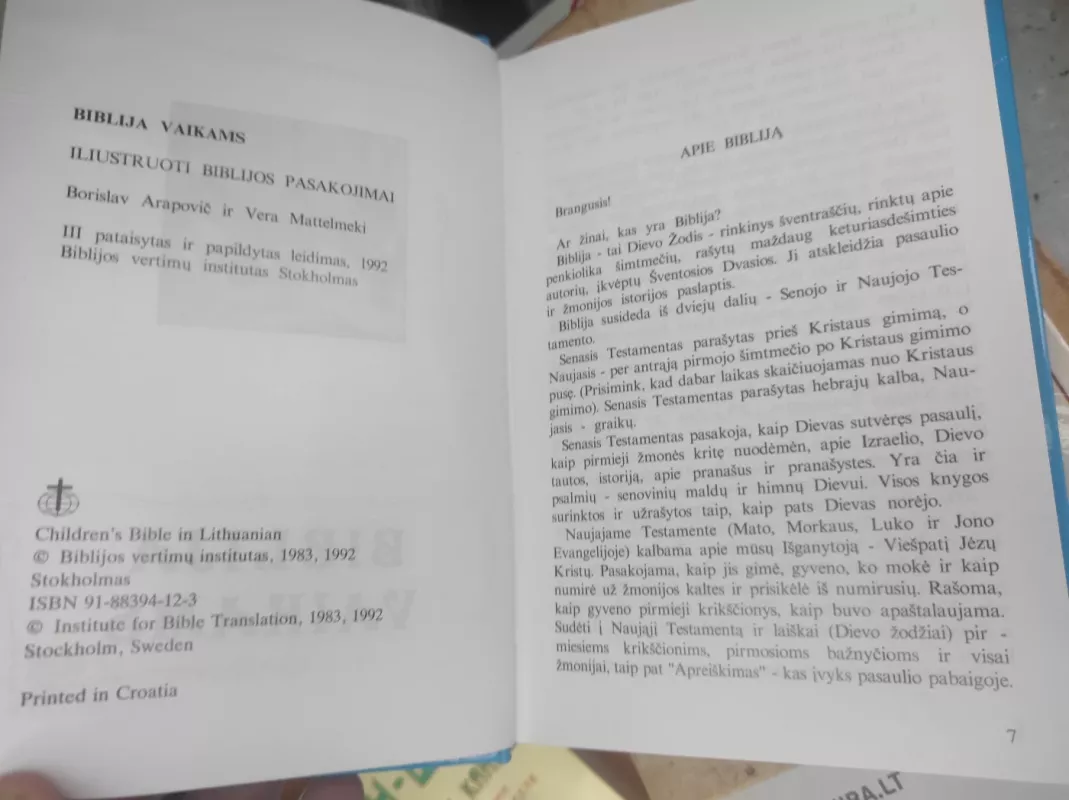 BIBLIJA VAIKAMS
ILIUSTRUOTI BIBLIJOS PASAKOJIMAI
Borislav Arapovič ir Vera Mattelmeki
III pataisytas ir papildytas leidimas, 1992
Biblijos vertimų institutas Stokholmas
Children's Bible in Lithuanian
© Biblijos vertimų institutas, 1983, 1992
Stokholmas
ISBN 91-88394-12-3
© Institute for Bible Translation, 1983, 1992
Stockholm, Sweden
Printed in Croatia
APIE BIBLIJĄ
Brangusis!
Ar žinai, kas yra Biblija?
Biblija - tai Dievo Žodis - rinkinys šventraščių, rinktų apie
penkiolika šimtmečių, rašytų maždaug keturiasdešimties
autorių, įkvėptų Šventosios Dvasios. Ji atskleidžia pasaulio
ir žmonijos istorijos paslaptis.
Biblija susideda iš dviejų dalių - Senojo ir Naujojo Tes-
tamento.
Senasis Testamentas parašytas prieš Kristaus gimimą, o
Naujasis - per antrąją pirmojo šimtmečio po Kristaus gimimo
pusę. (Prisimink, kad dabar laikas skaičiuojamas nuo Kristaus
gimimo). Senasis Testamentas parašytas hebrajų kalba, Nau-
jasis - graikų.
Senasis Testamentas pasakoja, kaip Dievas sutvėręs pasaulį,
kaip pirmieji žmonės kritę nuodėmėn, apie Izraelio, Dievo
tautos, istoriją, apie pranašus ir pranašystes. Yra čia ir
psalmių - senovinių maldų ir himnų Dievui. Visos knygos
surinktos ir užrašytos taip, kaip pats Dievas norėjo.
Naujajame Testamente (Mato, Morkaus, Luko ir Jono
Evangelijoje) kalbama apie mūsų Išganytoją - Viešpatį Jėzų
Kristų. Pasakojama, kaip jis gimė, gyveno, ko mokė ir kaip
numirė už žmonijos kaltes ir prisikėlė iš numirusių. Rašoma,
kaip gyveno pirmieji krikščionys, kaip buvo apaštalaujama.
Sudėti į Naująjį Testamentą ir laiškai (Dievo žodžiai) pir -
miesiems krikščionims, pirmosioms bažnyčioms ir visai
žmonijai, taip pat "Apreiškimas" - kas įvyks pasaulio pabaigoje.
7